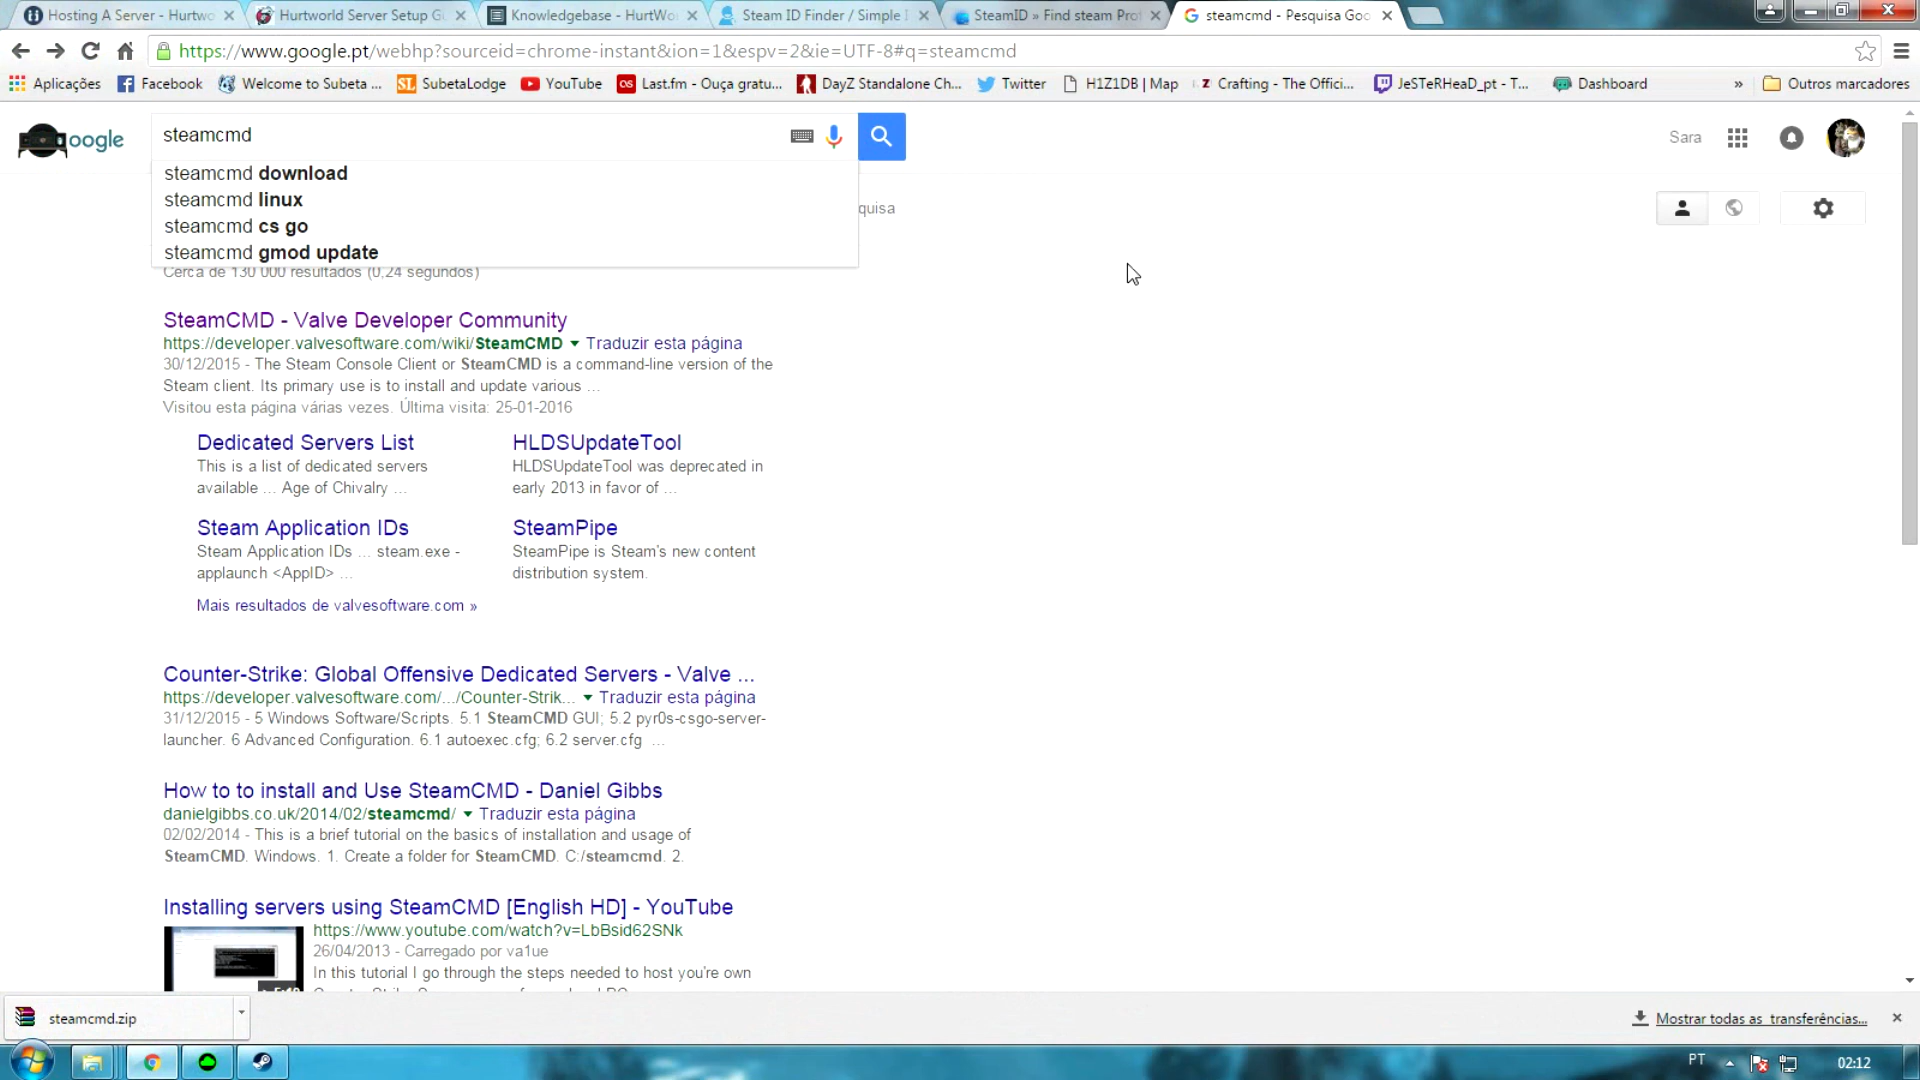 Hosting A Server - Hurtwo
Hurtworld Server Setup Gu
Knowledgebase - HurtWor
Steam ID Finder / Simple I
SteamID » Find steam Prof
steamcmd - Pesquisa Goo
https://www.google.pt/webhp?sourceid=chrome-instant&ion=1&espv=2&ie=UTF-8#q=steamcmd
Aplicações
Facebook
Welcome to Subeta ...
SL SubetaLodge
YouTube
Last.fm - Ouça gratu...
DayZ Standalone Ch...
Twitter
H1Z1DB | Map
Z Crafting - The Offici...
JeSTeRHeaD_pt - T...
Dashboard
»
Outros marcadores
oogle
steamcmd
Sara
steamcmd download
steamcmd linux
steamcmd cs go
steamcmd gmod update
quisa
Cerca de 130 000 resultados (0,24 segundos)
SteamCMD - Valve Developer Community
https://developer.valvesoftware.com/wiki/SteamCMD ▾ Traduzir esta página
30/12/2015 - The Steam Console Client or SteamCMD is a command-line version of the
Steam client. Its primary use is to install and update various ...
Visitou esta página várias vezes. Última visita: 25-01-2016
Dedicated Servers List
This is a list of dedicated servers
available ... Age of Chivalry ...
HLDSUpdateTool
HLDSUpdateTool was deprecated in
early 2013 in favor of ...
Steam Application IDs
Steam Application IDs ... steam.exe -
applaunch <AppID> ...
SteamPipe
SteamPipe is Steam's new content
distribution system.
Mais resultados de valvesoftware.com »
Counter-Strike: Global Offensive Dedicated Servers - Valve ...
https://developer.valvesoftware.com/.../Counter-Strik... ▾ Traduzir esta página
31/12/2015 - 5 Windows Software/Scripts. 5.1 SteamCMD GUI; 5.2 pyr0s-csgo-server-
launcher. 6 Advanced Configuration. 6.1 autoexec.cfg; 6.2 server.cfg ...
How to to install and Use SteamCMD - Daniel Gibbs
danielgibbs.co.uk/2014/02/steamcmd/ ▾ Traduzir esta página
02/02/2014 - This is a brief tutorial on the basics of installation and usage of
SteamCMD. Windows. 1. Create a folder for SteamCMD. C:/steamcmd. 2.
Installing servers using SteamCMD [English HD] - YouTube
https://www.youtube.com/watch?v=LbBsid62SNk
26/04/2013 - Carregado por va1ue
In this tutorial I go through the steps needed to host you're own
steamcmd.zip
Mostrar todas as transferências...
PT
02:12